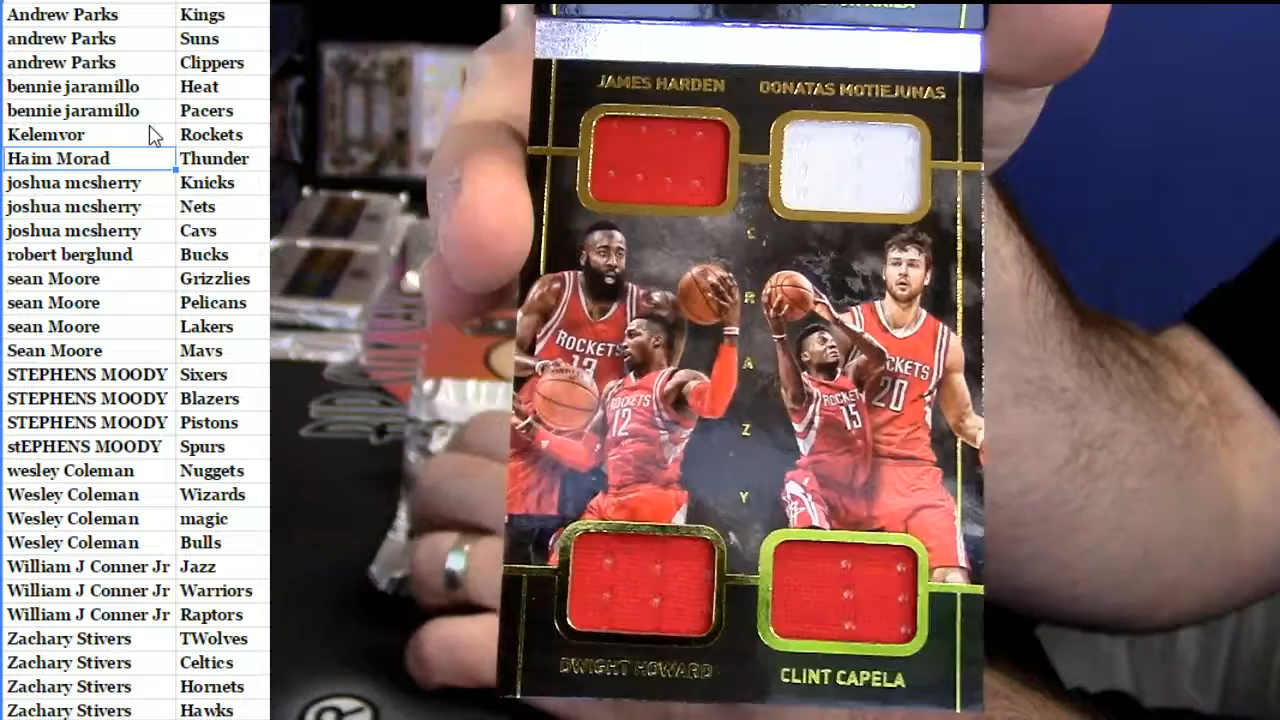 Andrew Parks Kings
andrew Parks Suns
andrew Parks Clippers
bennie jaramillo Heat
bennie jaramillo Pacers
Kelemvor Rockets
Haim Morad Thunder
joshua mcsherry Knicks
joshua mcsherry Nets
joshua mcsherry Cavs
robert berglund Bucks
sean Moore Grizzlies
sean Moore Pelicans
sean Moore Lakers
Sean Moore Mavs
STEPHENS MOODY Sixers
STEPHENS MOODY Blazers
STEPHENS MOODY Pistons
stEPHENS MOODY Spurs
wesley Coleman Nuggets
Wesley Coleman Wizards
Wesley Coleman magic
Wesley Coleman Bulls
William J Conner Jr Jazz
William J Conner Jr Warriors
William J Conner Jr Raptors
Zachary Stivers TWolves
Zachary Stivers Celtics
Zachary Stivers Hornets
Zachary Stivers Hawks
JAMES HARDEN DONATAS MOTIEJUNAS
C
R
A
Z
Y
ROCKETS
13
ROCKETS
12
ROCKETS
15
ROCKETS
20
DWIGHT HOWARD CLINT CAPELA